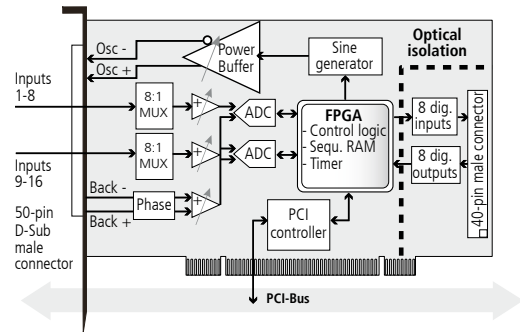 Osc -
Osc +
Power
Buffer
Sine
generator
Optical
isolation
Inputs
1-8
8:1
MUX
+
ADC
FPGA
- Control logic
- Sequ. RAM
- Timer
8 dig.
inputs
8 dig.
outputs
40-pin male connector
Inputs
9-16
8:1
MUX
+
ADC
Back -
Back +
Phase
+
PCI
controller
50-pin
D-Sub
male
connector
PCI-Bus